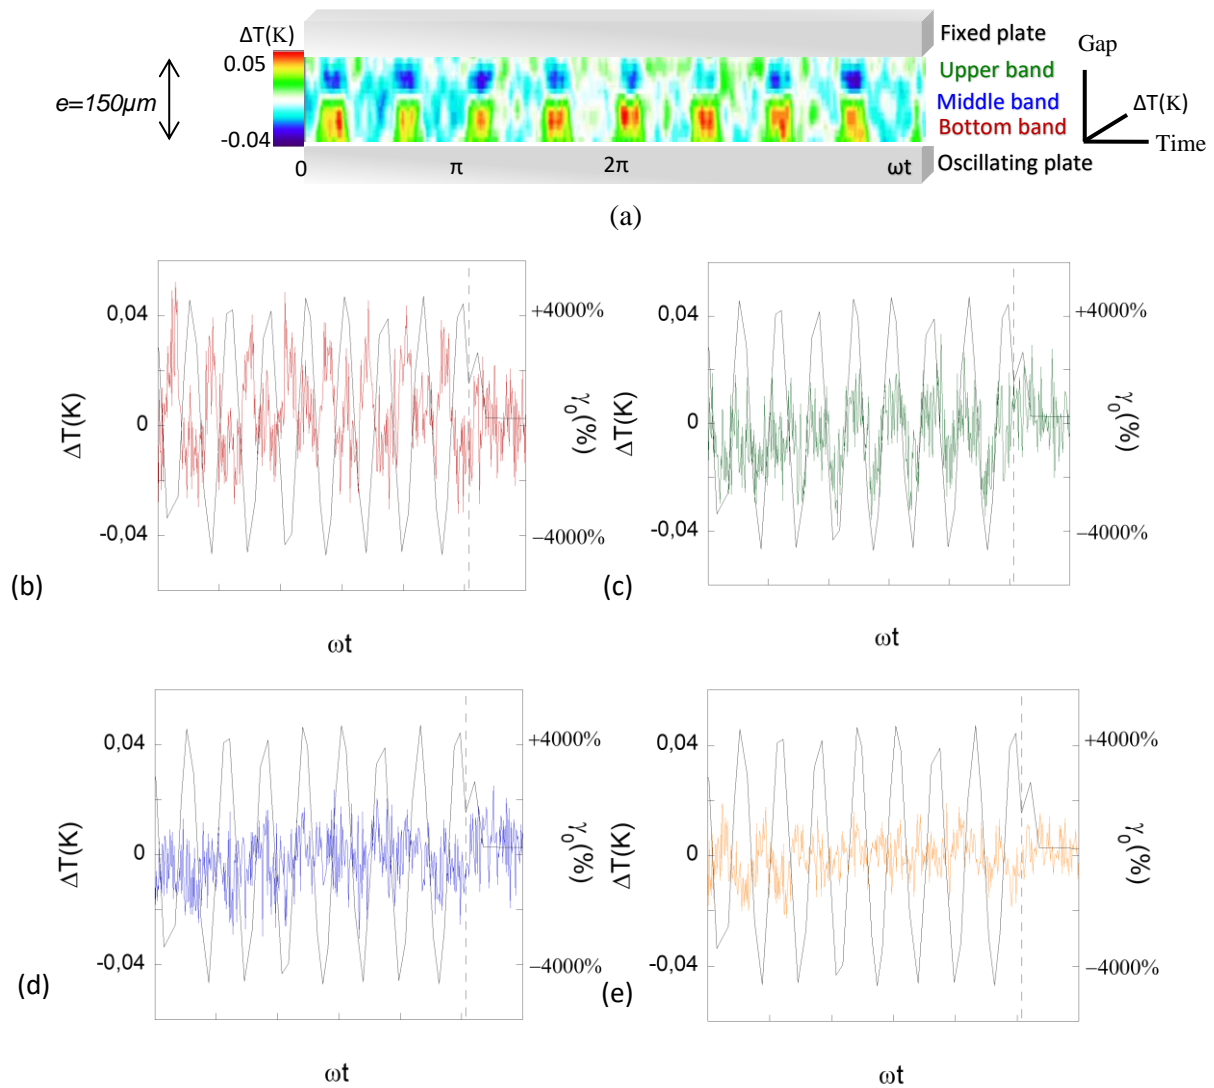 ΔT(K)
Fixed plate
Gap
0.05
Upper band
e=150μm
Middle band
ΔT(K)
Bottom band
-0.04
Time
0
π
2π
ωt
Oscillating plate
(a)
0,04
0
-0,04
ΔT(K)
+4000%
−4000%
γ0 (%)
ωt
(b)
0,04
0
-0,04
ΔT(K)
+4000%
−4000%
γ0 (%)
ωt
(c)
0,04
0
-0,04
ΔT(K)
+4000%
−4000%
γ0 (%)
ωt
(d)
0,04
0
-0,04
ΔT(K)
+4000%
−4000%
γ0 (%)
ωt
(e)